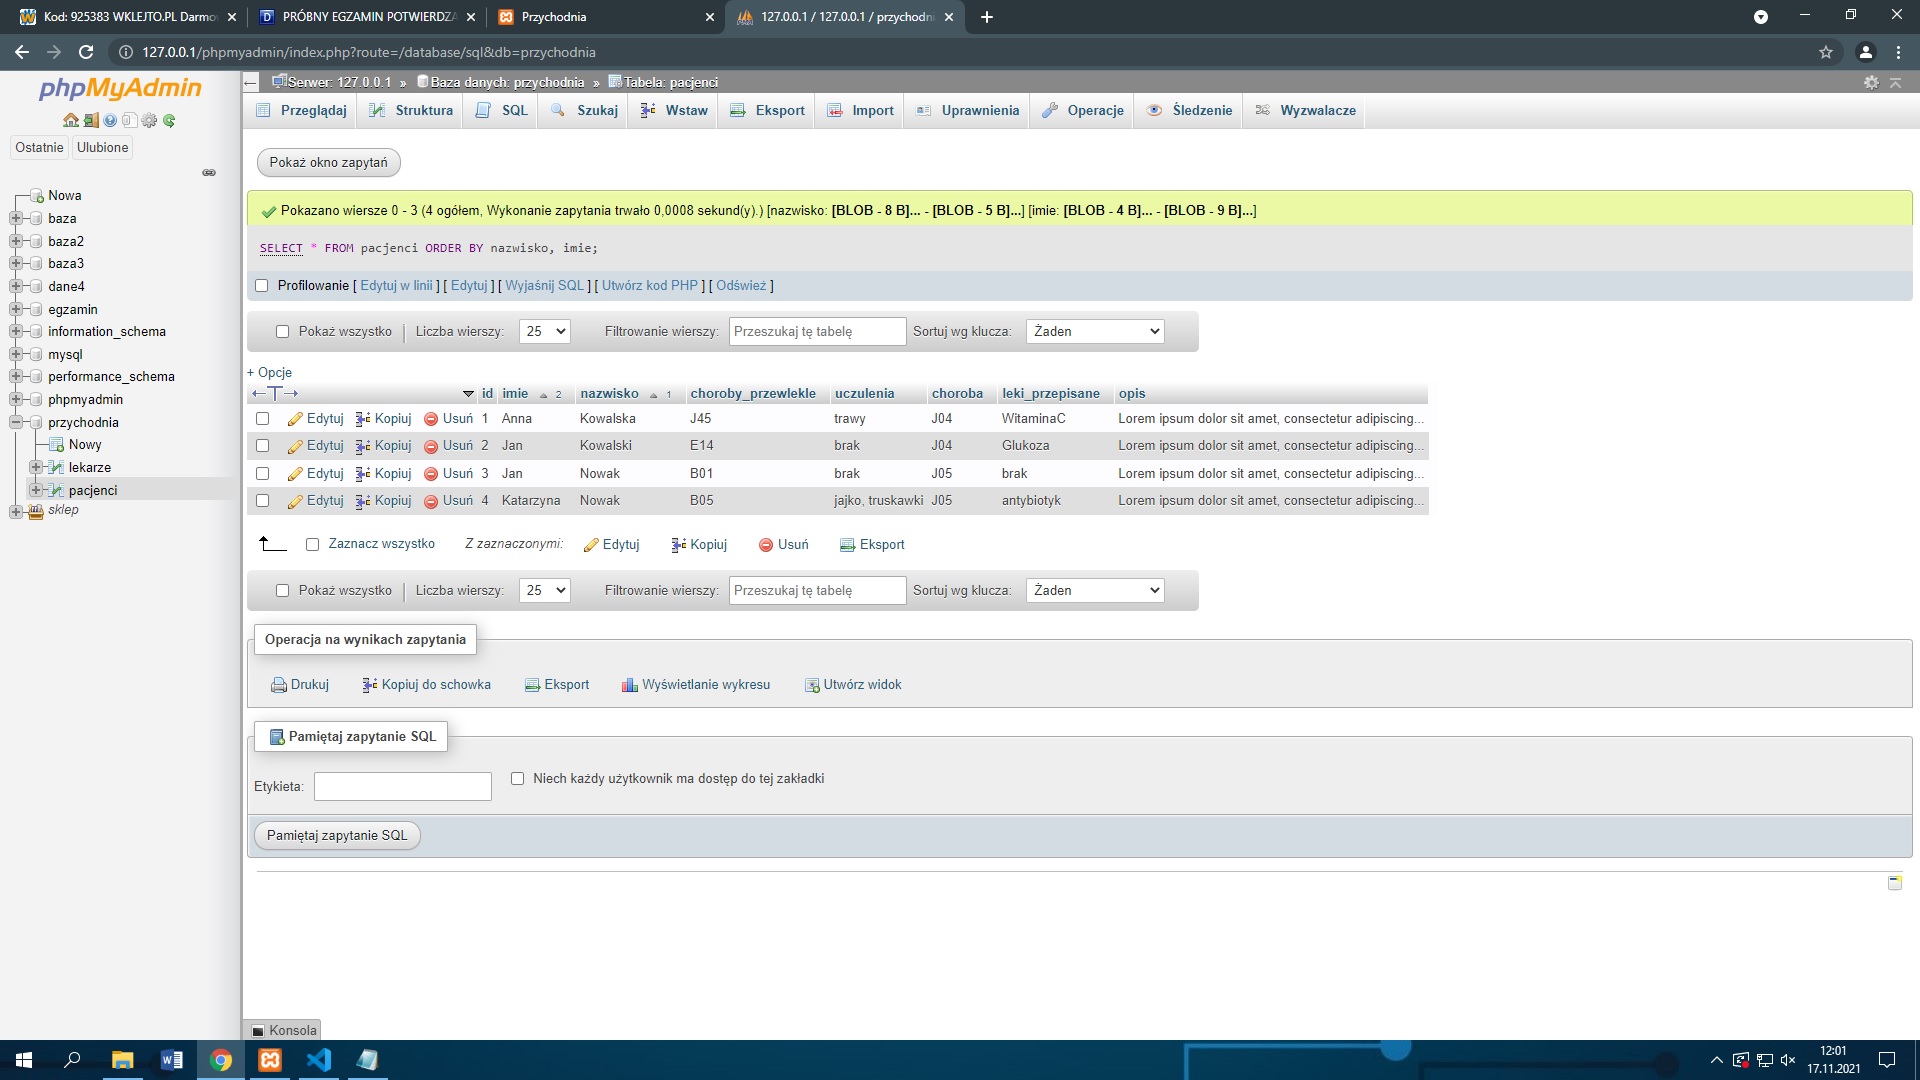 Kod: 925383 WKLEJTO.PL Darmo
PRÓBNY EGZAMIN POTWIERDZA
Przychodnia
127.0.0.1 / 127.0.0.1 / przychodni
127.0.0.1/phpmyadmin/index.php?route=/database/sql&db=przychodnia
phpMyAdmin
Ostatnie Ulubione
Nowa
baza
baza2
baza3
dane4
egzamin
information_schema
mysql
performance_schema
phpmyadmin
przychodnia
Nowy
lekarze
pacjenci
sklep
Serwer: 127.0.0.1 » Baza danych: przychodnia » Tabela: pacjenci
Przeglądaj Struktura SQL Szukaj Wstaw Eksport Import Uprawnienia Operacje Śledzenie Wyzwalacze
Pokaż okno zapytań
Pokazano wiersze 0 - 3 (4 ogółem, Wykonanie zapytania trwało 0,0008 sekund(y).) [nazwisko: [BLOB - 8 B]... - [BLOB - 5 B]...] [imie: [BLOB - 4 B]... - [BLOB - 9 B]...]
SELECT * FROM pacjenci ORDER BY nazwisko, imie;
Profilowanie [ Edytuj w linii ] [ Edytuj ] [ Wyjaśnij SQL ] [ Utwórz kod PHP ] [ Odśwież ]
Pokaż wszystko | Liczba wierszy: 25 Filtrowanie wierszy: Przeszukaj tę tabelę Sortuj wg klucza: Żaden
+ Opcje
←T→ id imie 2 nazwisko 1 choroby_przewlekle uczulenia choroba leki_przepisane opis
Edytuj Kopiuj Usuń 1 Anna Kowalska J45 trawy J04 WitaminaC Lorem ipsum dolor sit amet, consectetur adipiscing...
Edytuj Kopiuj Usuń 2 Jan Kowalski E14 brak J04 Glukoza Lorem ipsum dolor sit amet, consectetur adipiscing...
Edytuj Kopiuj Usuń 3 Jan Nowak B01 brak J05 brak Lorem ipsum dolor sit amet, consectetur adipiscing...
Edytuj Kopiuj Usuń 4 Katarzyna Nowak B05 jajko, truskawki J05 antybiotyk Lorem ipsum dolor sit amet, consectetur adipiscing...
Zaznacz wszystko Z zaznaczonymi: Edytuj Kopiuj Usuń Eksport
Pokaż wszystko | Liczba wierszy: 25 Filtrowanie wierszy: Przeszukaj tę tabelę Sortuj wg klucza: Żaden
Operacja na wynikach zapytania
Drukuj Kopiuj do schowka Eksport Wyświetlanie wykresu Utwórz widok
Pamiętaj zapytanie SQL
Etykieta: Niech każdy użytkownik ma dostęp do tej zakładki
Pamiętaj zapytanie SQL
Konsola
12:01
17.11.2021